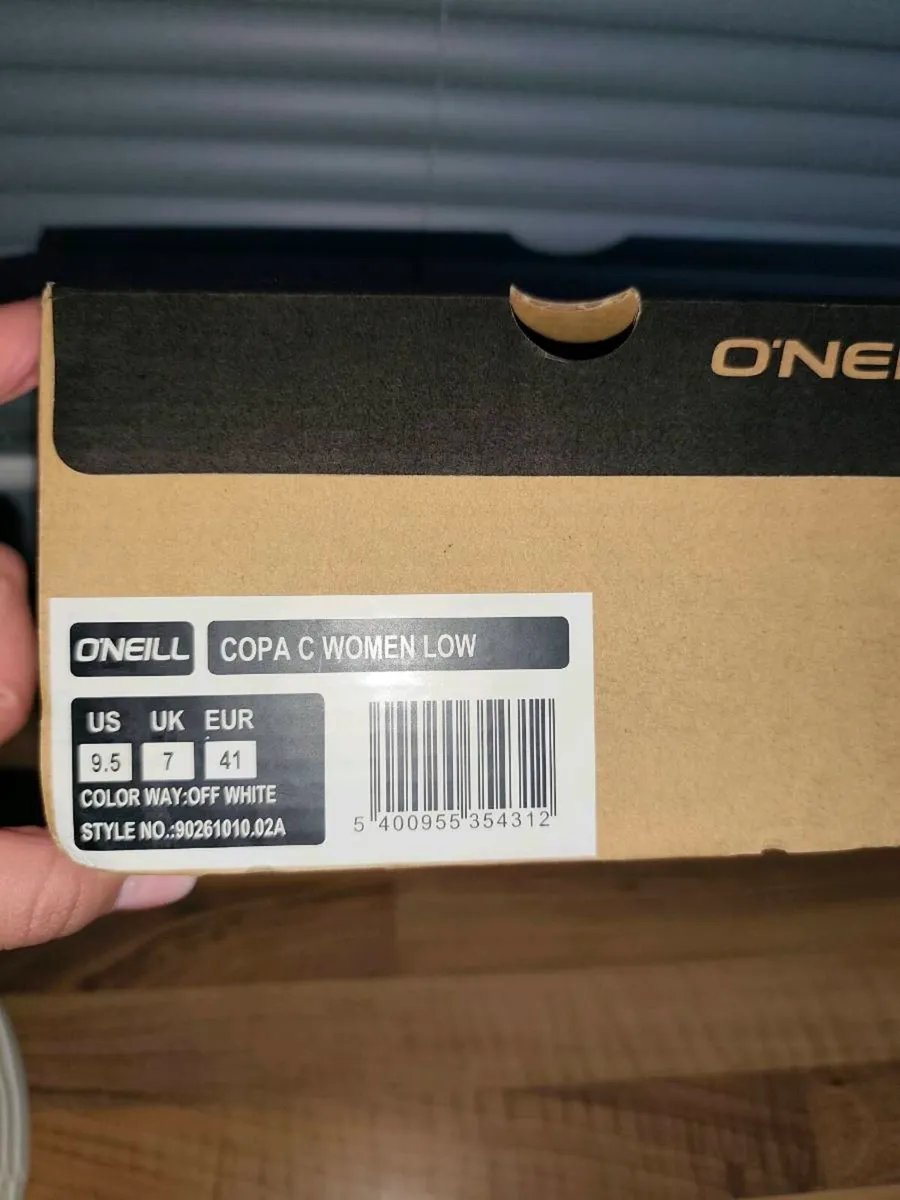 O'NE
O'NEILL COPA C WOMEN LOW
US UK EUR
9.5 7 41
COLOR WAY:OFF WHITE
STYLE NO.:90261010.02A
5 400955 354312